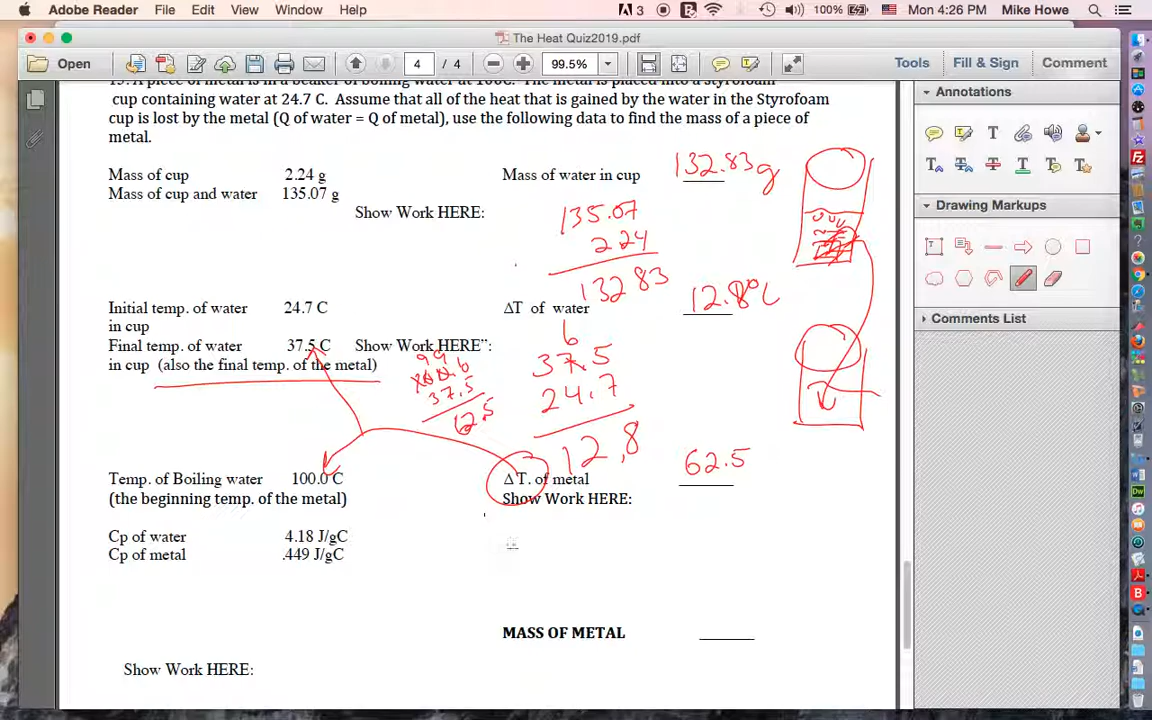 Adobe Reader File Edit View Window Help 3 100% Mon 4:26 PM Mike Howe
The Heat Quiz2019.pdf
Open 4 / 4 99.5% Tools Fill & Sign Comment
cup containing water at 24.7 C. Assume that all of the heat that is gained by the water in the Styrofoam
cup is lost by the metal (Q of water = Q of metal), use the following data to find the mass of a piece of
metal.
Mass of cup 2.24 g Mass of water in cup 132.83g
Mass of cup and water 135.07 g
Show Work HERE:
135.07
2.24
132 83
Initial temp. of water 24.7 C ΔT of water 12.8°C
in cup
Final temp. of water 37.5 C Show Work HERE":
in cup (also the final temp. of the metal)
6
37.5
24.7
12,8
9 9
37.5
62.5
Temp. of Boiling water 100.0 C ΔT. of metal 62.5
(the beginning temp. of the metal) Show Work HERE:
Cp of water 4.18 J/gC
Cp of metal .449 J/gC
MASS OF METAL
Show Work HERE:
Annotations
T
Drawing Markups
Comments List